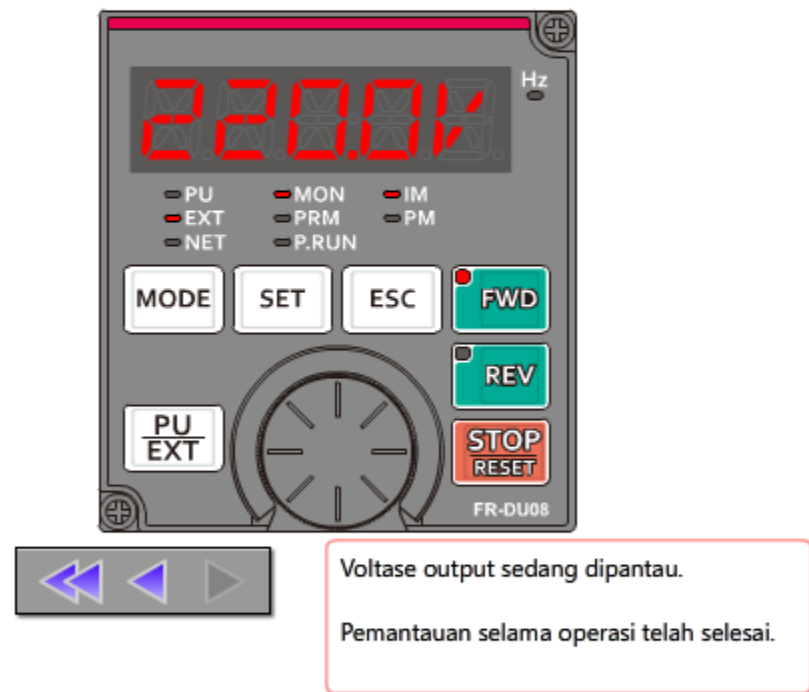 220.0V
Hz
PU MON IM
EXT PRM PM
NET P.RUN
MODE SET ESC FWD
REV
PU
EXT
STOP
RESET
FR-DU08
Voltase output sedang dipantau.
Pemantauan selama operasi telah selesai.